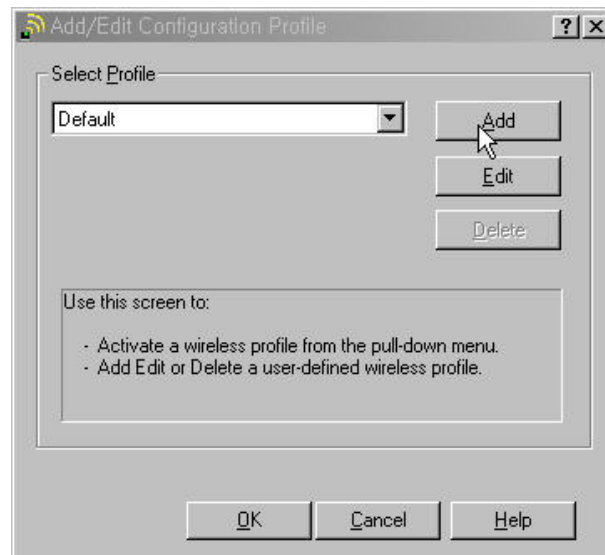 Add/Edit Configuration Profile
Select Profile
Default
Add
Edit
Delete
Use this screen to:
- Activate a wireless profile from the pull-down menu.
- Add Edit or Delete a user-defined wireless profile.
OK
Cancel
Help